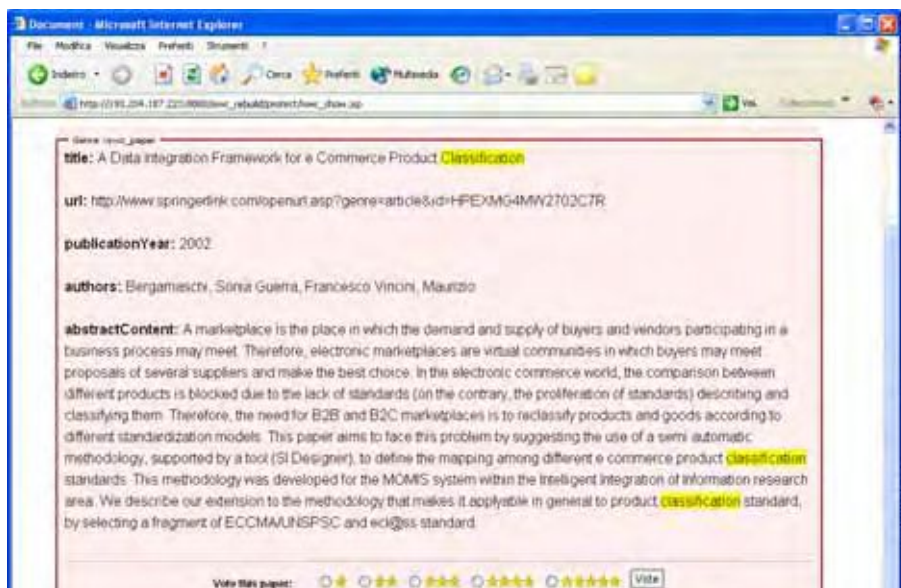 Document - Microsoft Internet Explorer
File Modifica Visualizza Preferiti Strumenti ?
Indietro Cerca Preferiti Multimedia
Vai
title: A Data Integration Framework for e Commerce Product Classification
url: http://www.springerlink.com/openurl.asp?genre=article&id=HPEXMG4MW2702C7R
publicationYear: 2002
authors: Bergamaschi, Sonia Guerra, Francesco Vincini, Maurizio
abstractContent: A marketplace is the place in which the demand and supply of buyers and vendors participating in a
business process may meet. Therefore, electronic marketplaces are virtual communities in which buyers may meet
proposals of several suppliers and make the best choice. In the electronic commerce world, the comparison between
different products is blocked due to the lack of standards (on the contrary, the proliferation of standards) describing and
classifying them. Therefore, the need for B2B and B2C marketplaces is to reclassify products and goods according to
different standardization models. This paper aims to face this problem by suggesting the use of a semi automatic
methodology, supported by a tool (SI Designer), to define the mapping among different e commerce product classification
standards. This methodology was developed for the MOMIS system within the Intelligent Integration of Information research
area. We describe our extension to the methodology that makes it applyable in general to product classification standard,
by selecting a fragment of ECCMA/UNSPSC and ecl@ss standard.
Vote this paper: Vote